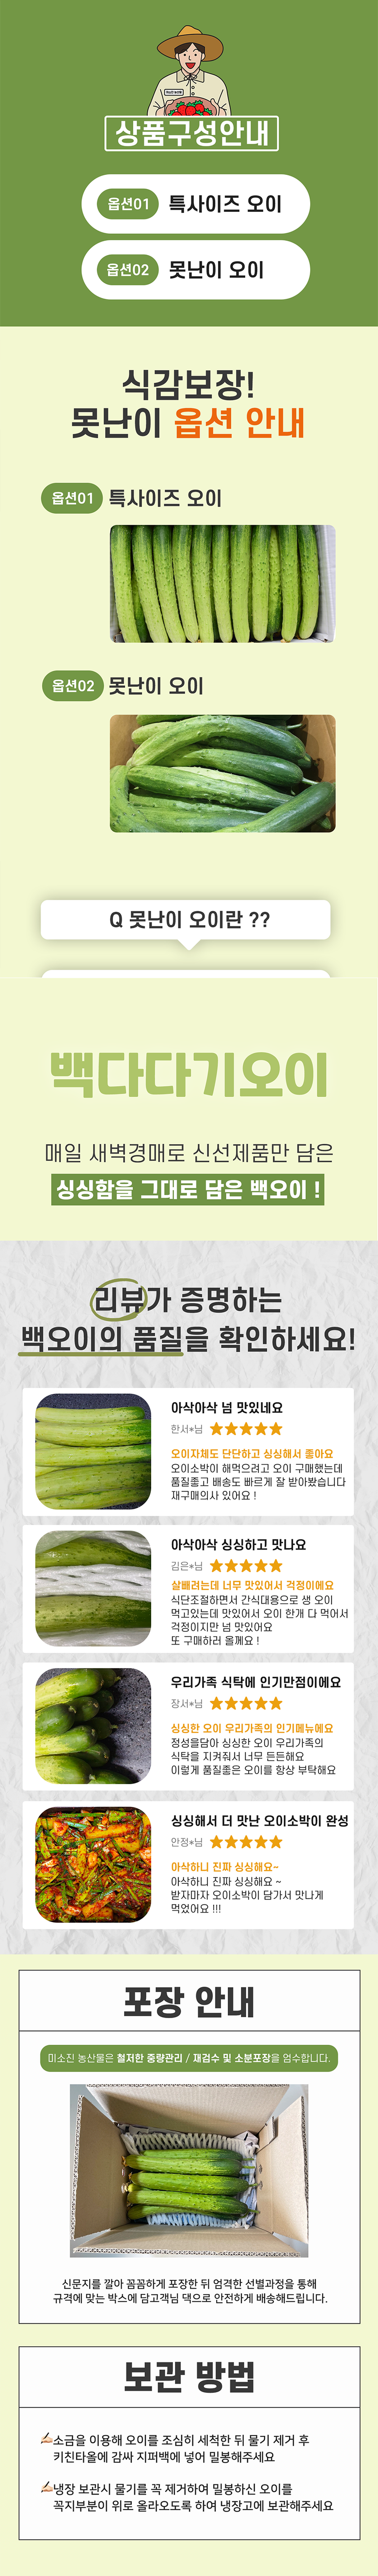 상품구성안내
옵션01 특사이즈 오이
옵션02 못난이 오이
식감보장!
못난이 옵션 안내
옵션01 특사이즈 오이
옵션02 못난이 오이
Q 못난이 오이란 ??
백다다기오이
매일 새벽경매로 신선제품만 담은
싱싱함을 그대로 담은 백오이 !
리뷰가 증명하는
백오이의 품질을 확인하세요!
아삭아삭 넘 맛있네요
한서*님 ★★★★★
오이자체도 단단하고 싱싱해서 좋아요
오이소박이 해먹으려고 오이 구매했는데
품질좋고 배송도 빠르게 잘 받아봤습니다
재구매의사 있어요 !
아삭아삭 싱싱하고 맛나요
김은*님 ★★★★★
살빼려는데 너무 맛있어서 걱정이에요
식단조절하면서 간식대용으로 생 오이
먹고있는데 맛있어서 오이 한개 다 먹어서
걱정이지만 넘 맛있어요
또 구매하러 올께요 !
우리가족 식탁에 인기만점이에요
장서*님 ★★★★★
싱싱한 오이 우리가족의 인기메뉴에요
정성을담아 싱싱한 오이 우리가족의
식탁을 지켜줘서 너무 든든해요
이렇게 품질좋은 오이를 항상 부탁해요
싱싱해서 더 맛난 오이소박이 완성
안정*님 ★★★★★
아삭하니 진짜 싱싱해요~
아삭하니 진짜 싱싱해요 ~
받자마자 오이소박이 담가서 맛나게
먹었어요 !!!
포장 안내
미소진 농산물은 철저한 중량관리 / 재검수 및 소분포장을 엄수합니다.
신문지를 깔아 꼼꼼하게 포장한 뒤 엄격한 선별과정을 통해
규격에 맞는 박스에 담고객님 댁으로 안전하게 배송해드립니다.
보관 방법
소금을 이용해 오이를 조심히 세척한 뒤 물기 제거 후
키친타올에 감싸 지퍼백에 넣어 밀봉해주세요
냉장 보관시 물기를 꼭 제거하여 밀봉하신 오이를
꼭지부분이 위로 올라오도록 하여 냉장고에 보관해주세요